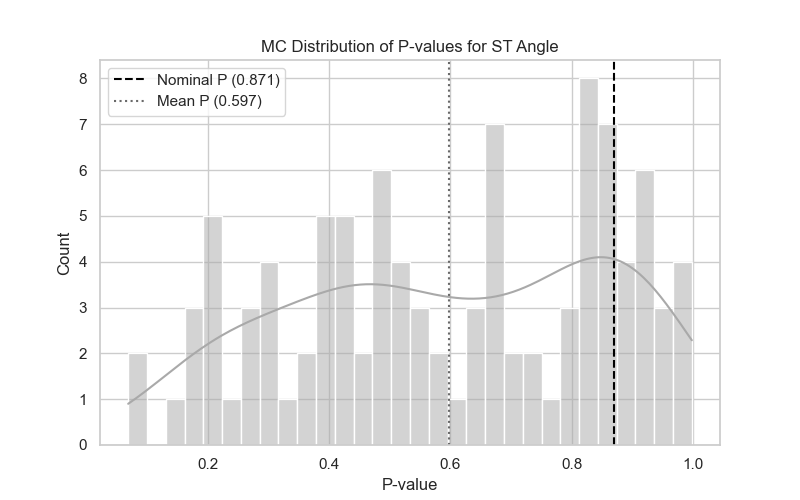 MC Distribution of P-values for ST Angle
Nominal P (0.871)
Mean P (0.597)
8
7
6
5
4
3
2
1
0
Count
0.2 0.4 0.6 0.8 1.0
P-value